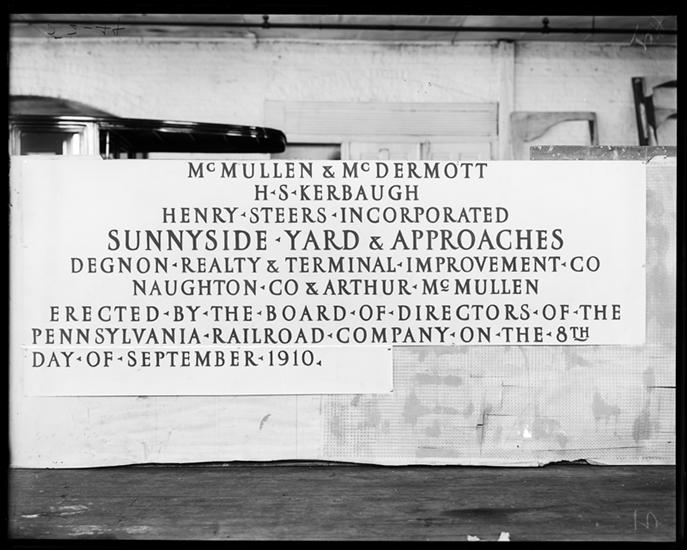 McMULLEN & McDERMOTT
H·S·KERBAUGH
HENRY·STEERS·INCORPORATED
SUNNYSIDE·YARD & APPROACHES
DEGNON·REALTY & TERMINAL·IMPROVEMENT·CO
NAUGHTON·CO & ARTHUR·McMULLEN
ERECTED·BY·THE·BOARD·OF·DIRECTORS·OF·THE
PENNSYLVANIA·RAILROAD·COMPANY·ON·THE·8TH
DAY·OF·SEPTEMBER·1910.